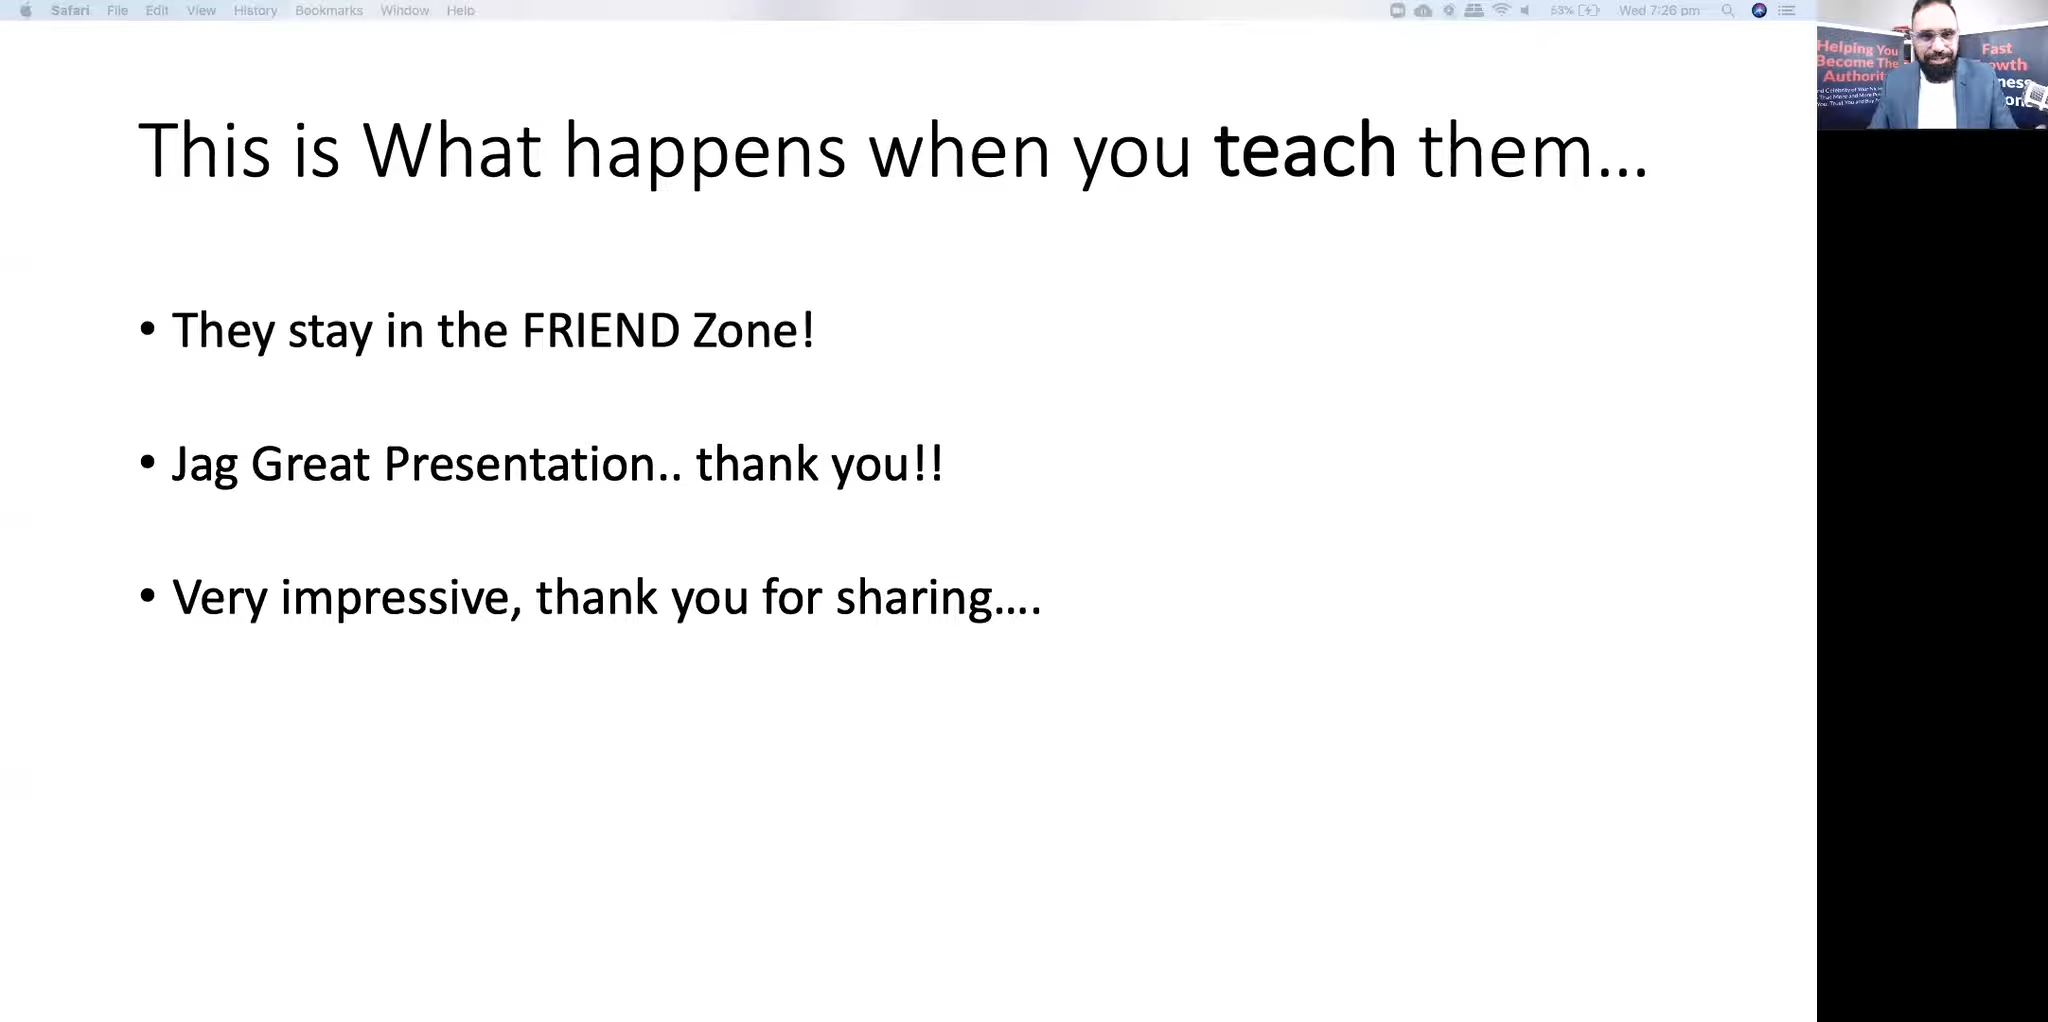 Safari File Edit View History Bookmarks Window Help 53% Wed 7:26 pm
Helping You
Become The
Authority
Fast
This is What happens when you teach them...
• They stay in the FRIEND Zone!
• Jag Great Presentation.. thank you!!
• Very impressive, thank you for sharing....